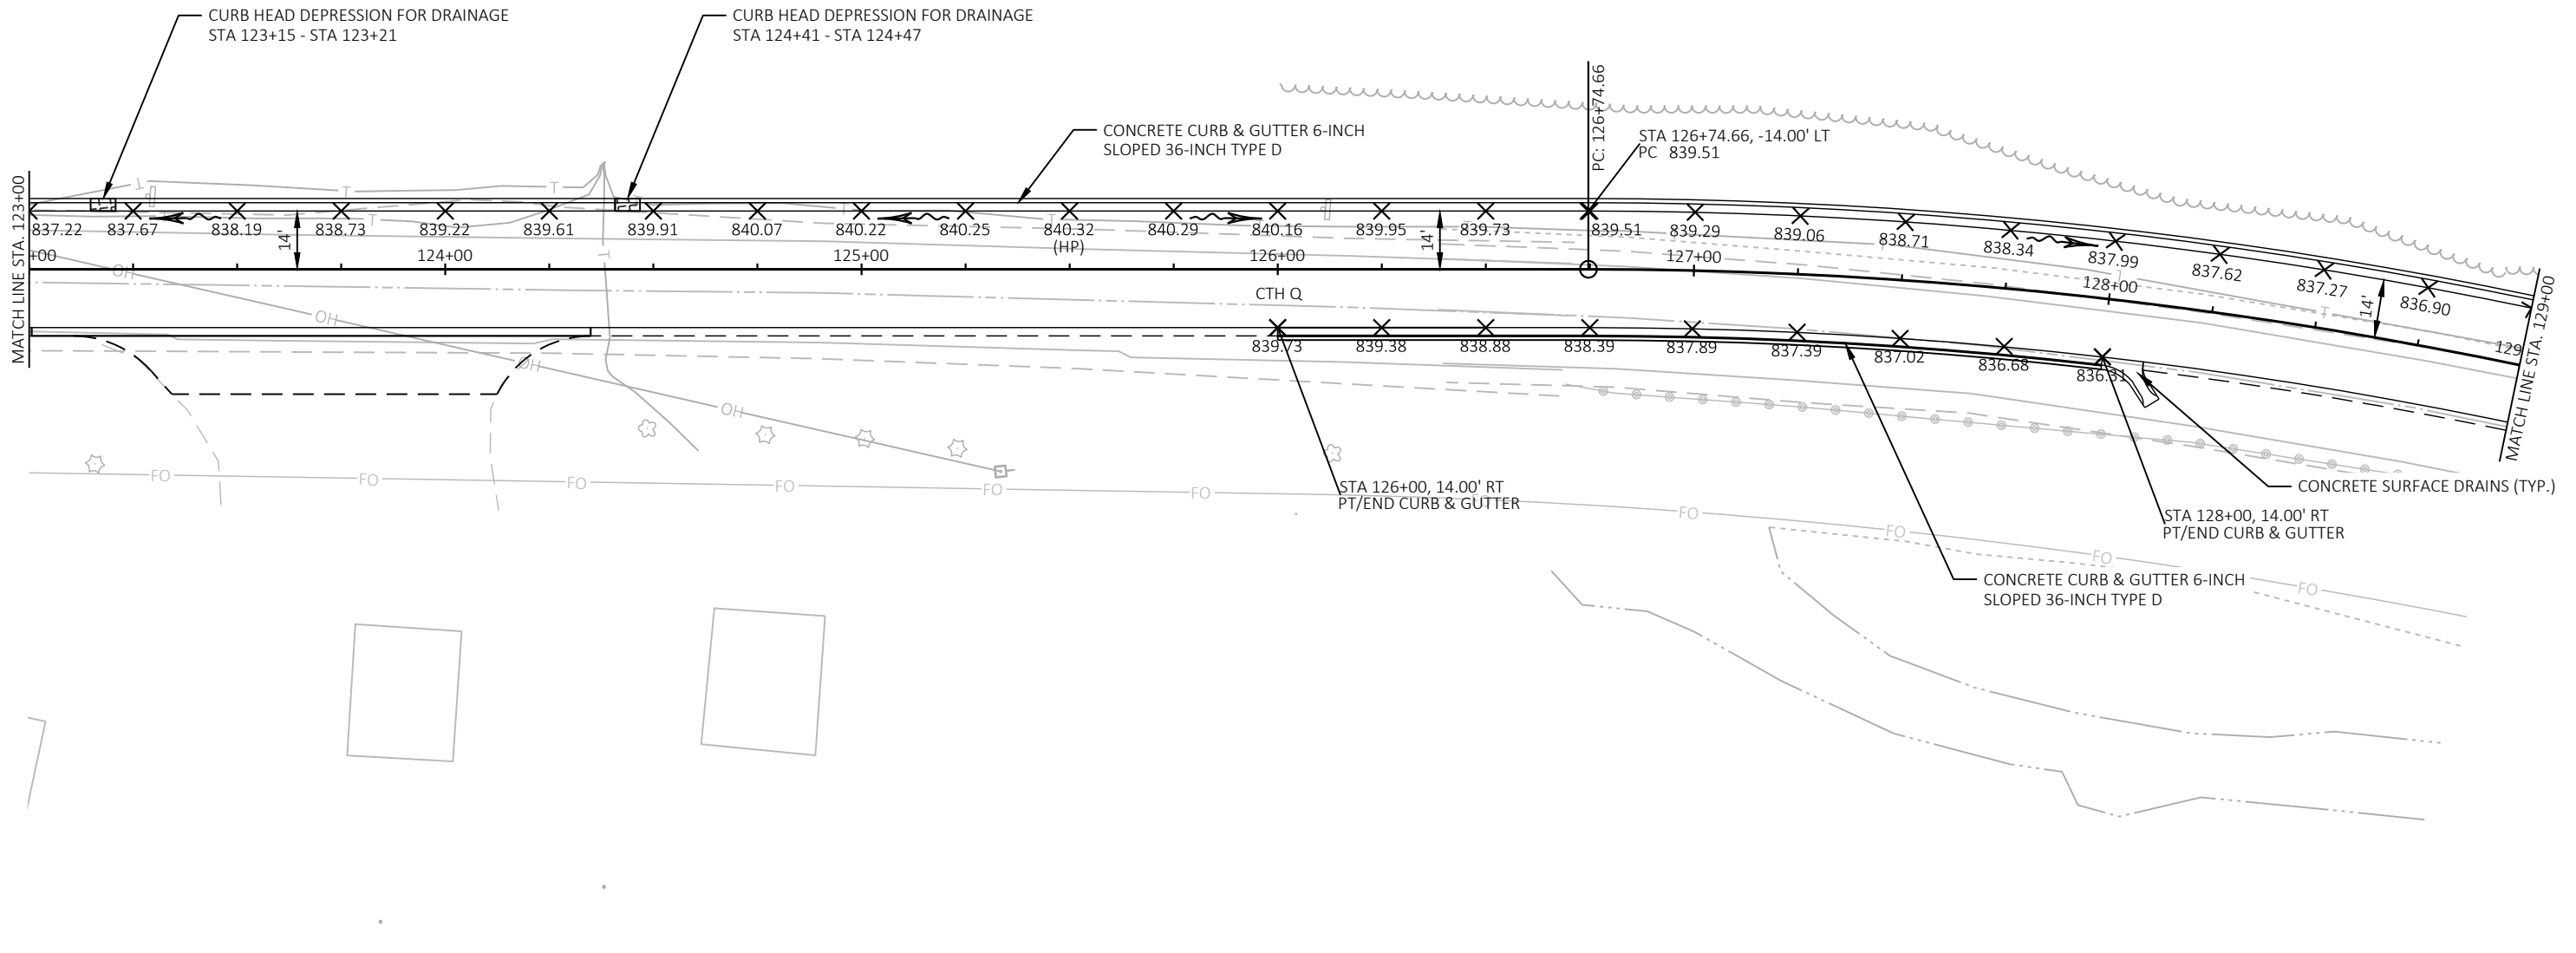 CURB HEAD DEPRESSION FOR DRAINAGE
STA 123+15 - STA 123+21
CURB HEAD DEPRESSION FOR DRAINAGE
STA 124+41 - STA 124+47
CONCRETE CURB & GUTTER 6-INCH
SLOPED 36-INCH TYPE D
PC: 126+74.66
STA 126+74.66, -14.00' LT
PC 839.51
MATCH LINE STA. 123+00
T
T
T
T
T
T
T
T
T
T
837.22
837.67
838.19
838.73
839.22
839.61
839.91
840.07
840.22
840.25
840.32
(HP)
840.29
840.16
839.95
839.73
839.51
839.29
839.06
838.71
838.34
837.99
837.62
837.27
836.90
14'
14'
14'
+00
124+00
125+00
126+00
127+00
128+00
129
MATCH LINE STA. 129+00
CTH Q
OH
OH
OH
OH
839.73
839.38
838.88
838.39
837.89
837.39
837.02
836.68
836.31
FO
FO
FO
FO
FO
FO
FO
FO
FO
FO
STA 126+00, 14.00' RT
PT/END CURB & GUTTER
CONCRETE SURFACE DRAINS (TYP.)
STA 128+00, 14.00' RT
PT/END CURB & GUTTER
CONCRETE CURB & GUTTER 6-INCH
SLOPED 36-INCH TYPE D